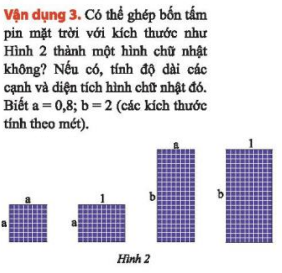 Vận dụng 3. Có thể ghép bốn tấm
pin mặt trời với kích thước như
Hình 2 thành một hình chữ nhật
không? Nếu có, tính độ dài các
cạnh và diện tích hình chữ nhật đó.
Biết a = 0,8; b = 2 (các kích thước
tính theo mét).
a 1
a 1
b b
a a
Hình 2